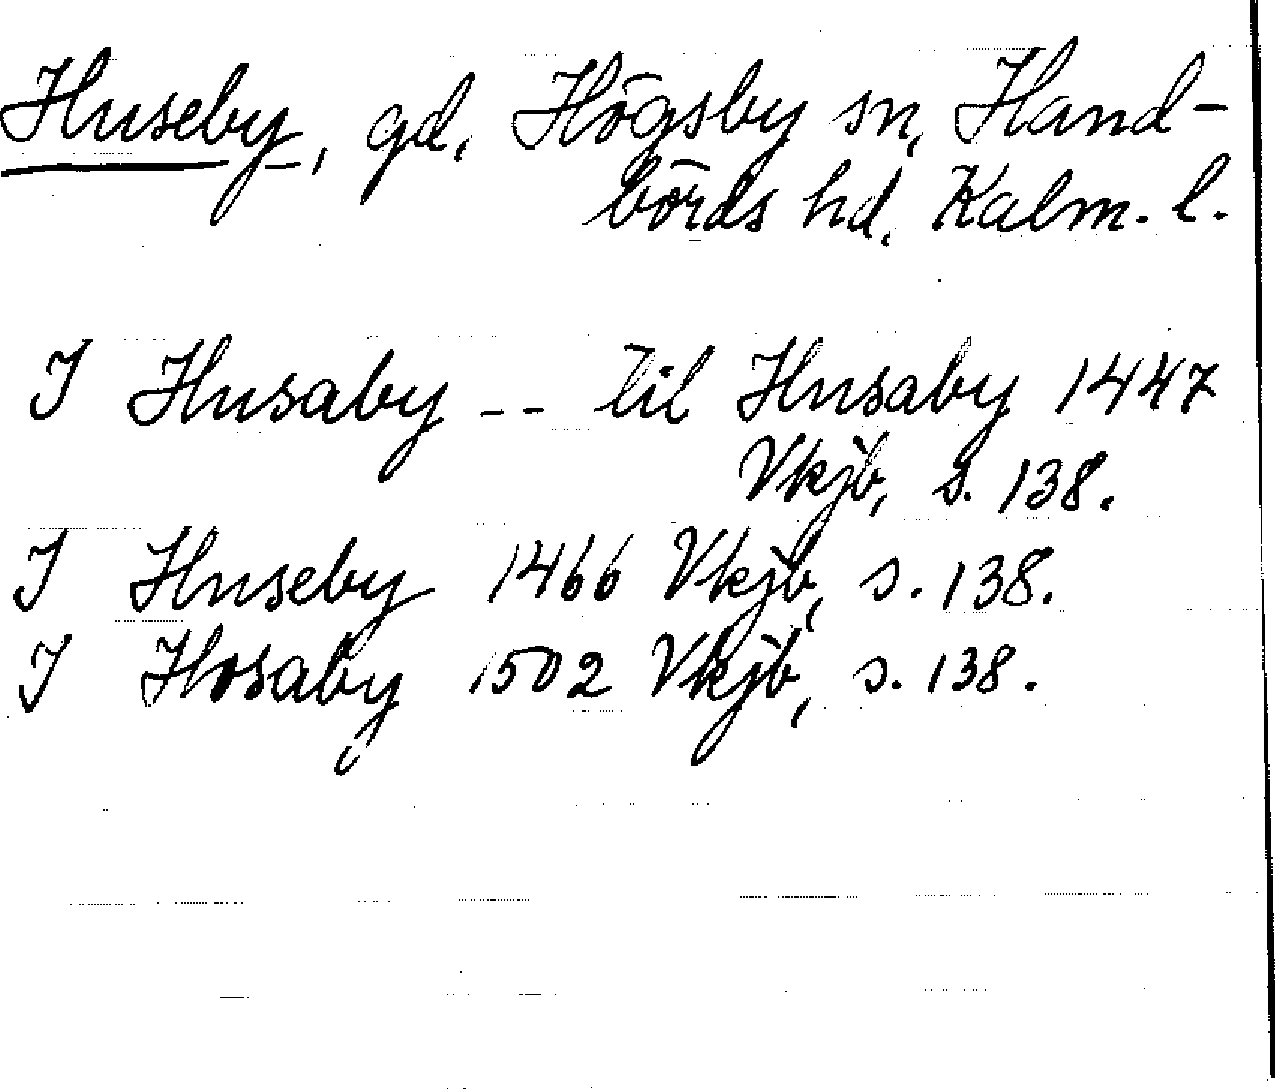 Huseby, gd, Högsby sn, Hand-
börds hd, Kalm. l.
I Husaby -- til Husaby 1447
Vkjb, s. 138.
I Huseby 1466 Vkjb, s. 138.
I Hosaby 1502 Vkjb, s. 138.